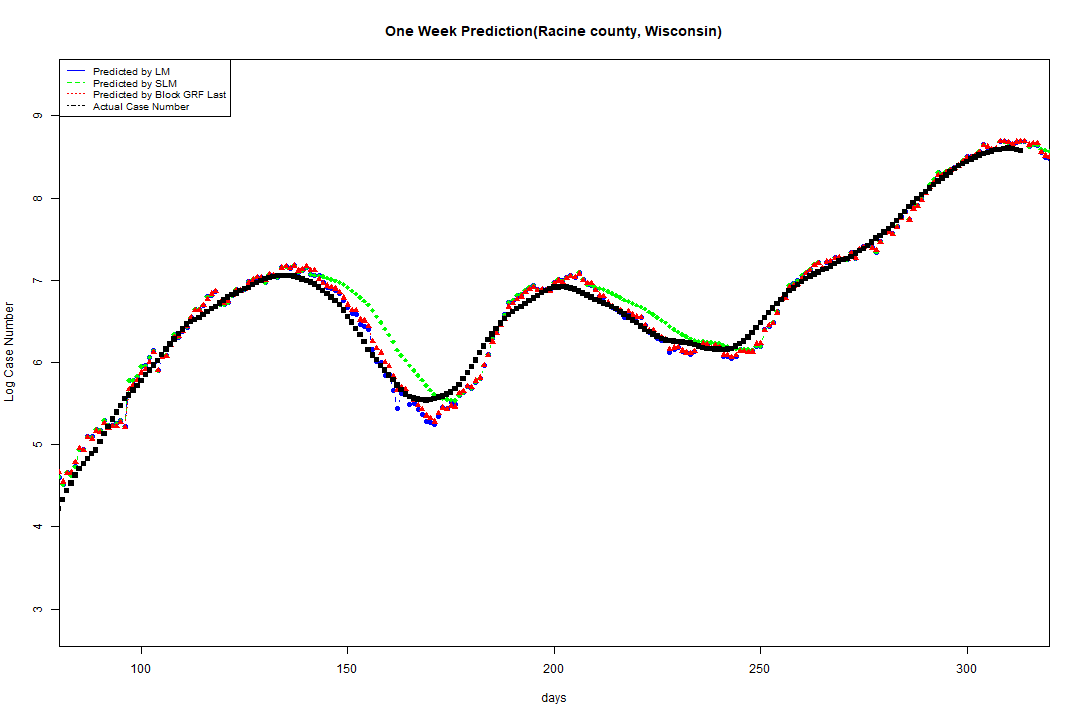 One Week Prediction(Racine county, Wisconsin)
Predicted by LM
Predicted by SLM
Predicted by Block GRF Last
Actual Case Number
9
8
7
6
5
4
3
Log Case Number
100 150 200 250 300
days